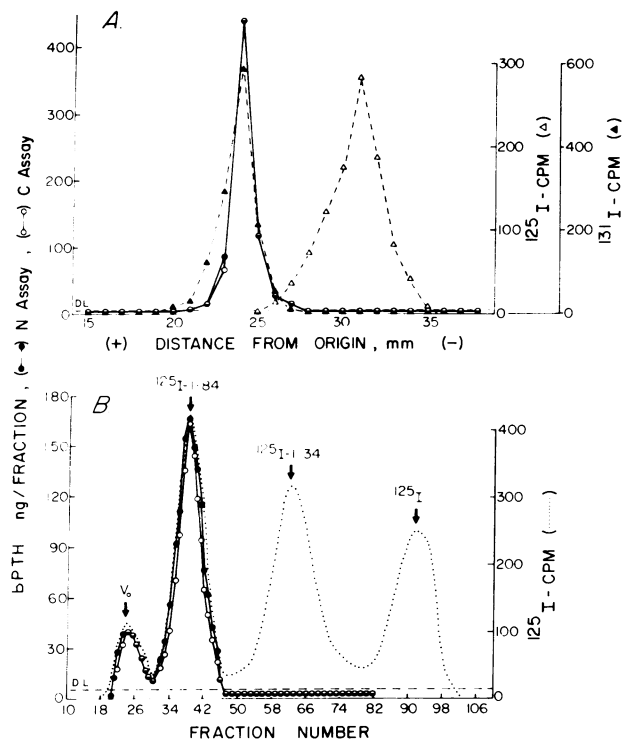 A.
450
400
350
300
200
100
0
DL
300
200
100
0
600
400
200
0
125I-CPM (△)
131I-CPM (▲)
15 20 25 30 35
(+) DISTANCE FROM ORIGIN, mm (-)
bPTH ng/FRACTION, (●—●) N Assay, (○—○) C Assay
B
180
150
120
90
60
30
0
DL
Vo
125I-1-84
125I-1-34
125I
400
300
200
100
0
125I-CPM (......)
10 18 26 34 42 50 58 66 74 82 90 98 106
FRACTION NUMBER